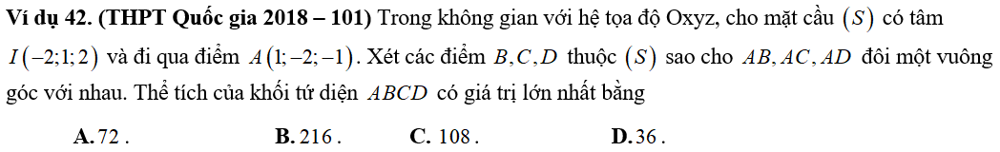 Ví dụ 42. (THPT Quốc gia 2018 – 101) Trong không gian với hệ tọa độ Oxyz, cho mặt cầu (S) có tâm
I(−2;1;2) và đi qua điểm A(1;−2;−1). Xét các điểm B,C,D thuộc (S) sao cho AB, AC, AD đôi một vuông
góc với nhau. Thể tích của khối tứ diện ABCD có giá trị lớn nhất bằng
A. 72 . B. 216 . C. 108 . D. 36 .